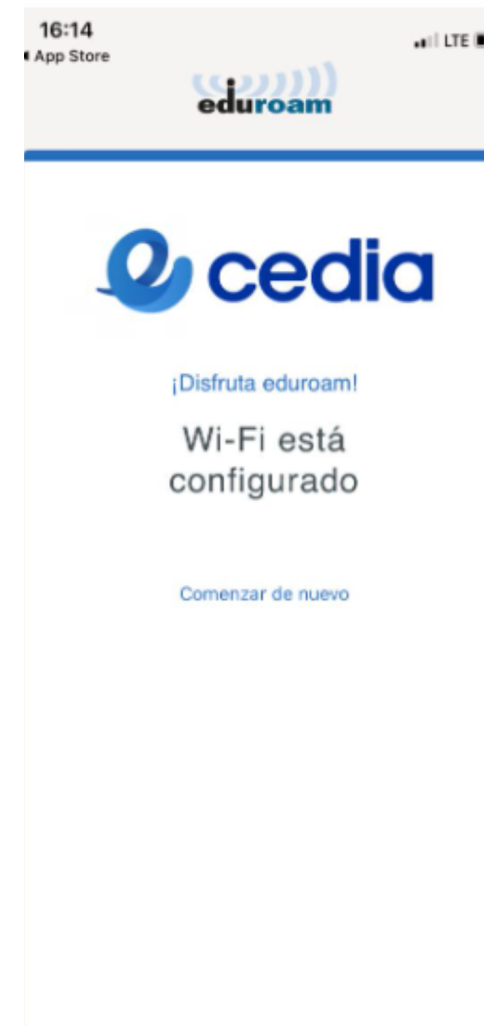 16:14
App Store
LTE
eduroam
cedia
¡Disfruta eduroam!
Wi-Fi está
configurado
Comenzar de nuevo